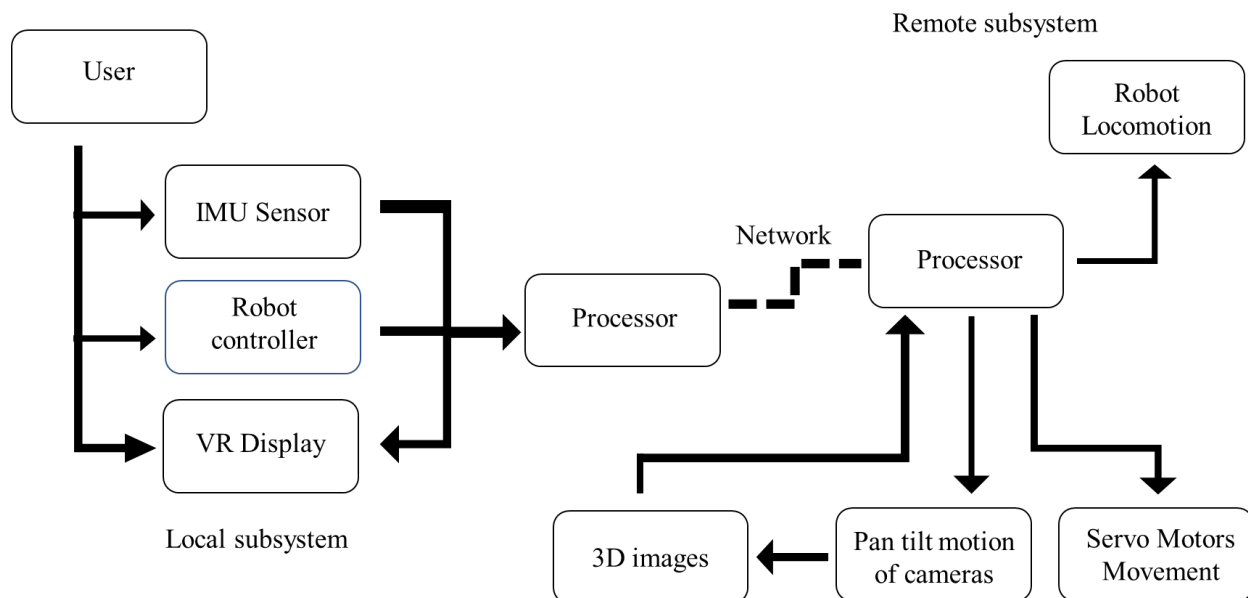 Remote subsystem
User
Robot
Locomotion
IMU Sensor
Network
Processor
Robot
controller
Processor
VR Display
Local subsystem
3D images
Pan tilt motion
of cameras
Servo Motors
Movement